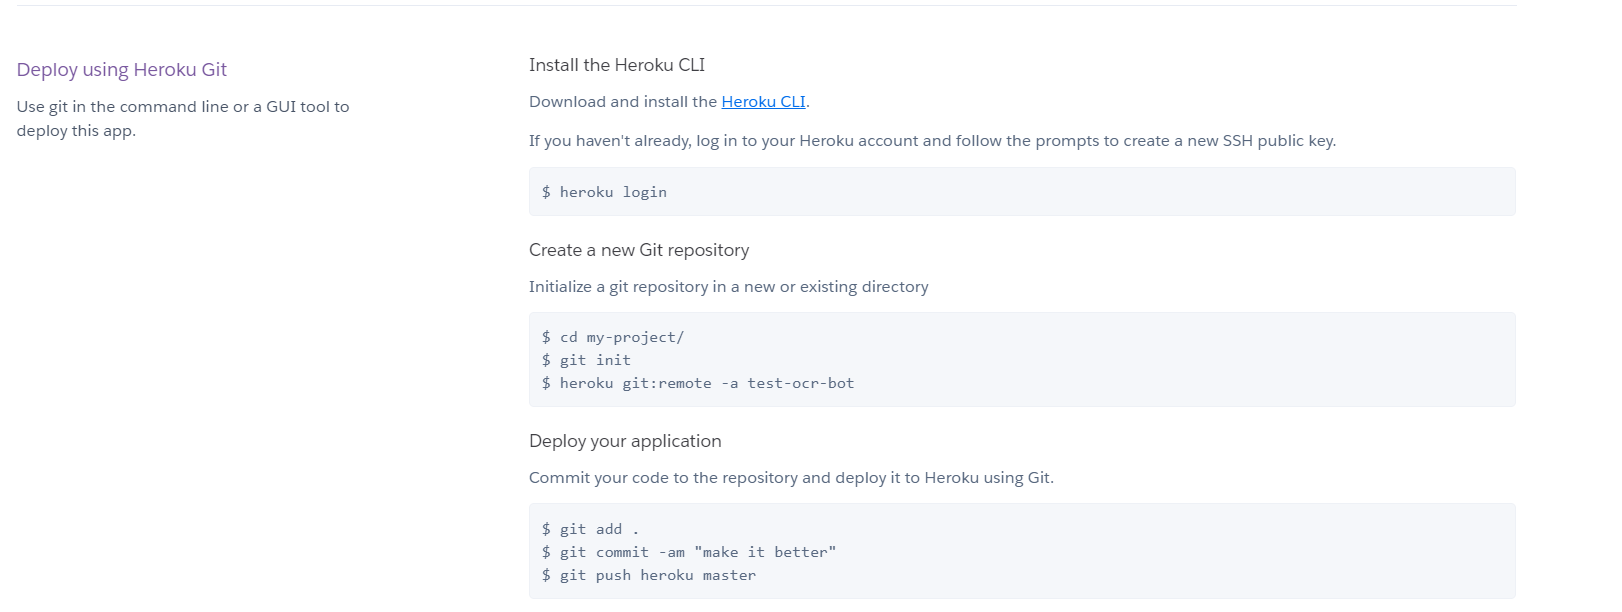 Deploy using Heroku Git
Use git in the command line or a GUI tool to
deploy this app.
Install the Heroku CLI
Download and install the Heroku CLI.
If you haven't already, log in to your Heroku account and follow the prompts to create a new SSH public key.
$ heroku login
Create a new Git repository
Initialize a git repository in a new or existing directory
$ cd my-project/
$ git init
$ heroku git:remote -a test-ocr-bot
Deploy your application
Commit your code to the repository and deploy it to Heroku using Git.
$ git add .
$ git commit -am "make it better"
$ git push heroku master